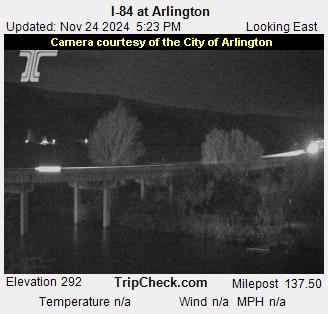 I-84 at Arlington
Updated: Nov 24 2024 5:23 PM Looking East
Camera courtesy of the City of Arlington
Elevation 292 TripCheck.com Milepost 137.50
Temperature n/a Wind n/a MPH n/a